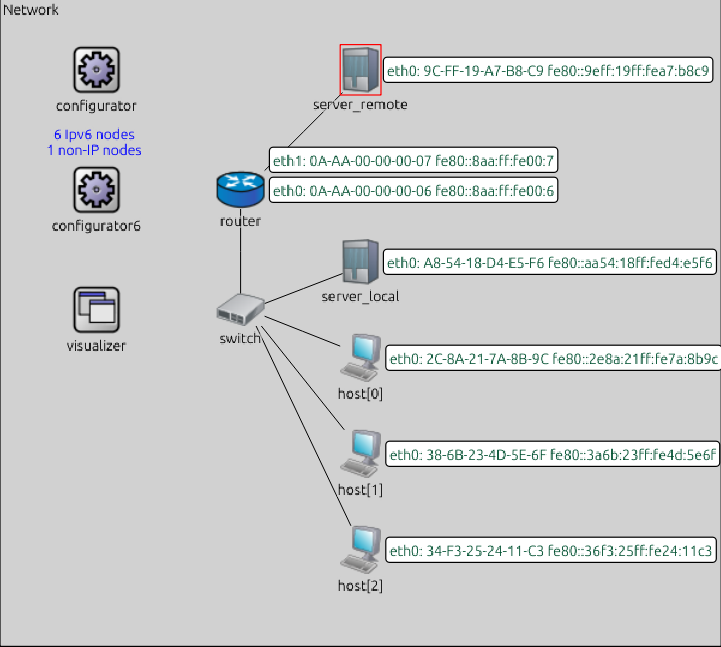 Network
configurator
6 Ipv6 nodes
1 non-IP nodes
configurator6
visualizer
eth0: 9C-FF-19-A7-B8-C9 fe80::9eff:19ff:fea7:b8c9
server_remote
eth1: 0A-AA-00-00-00-07 fe80::8aa:ff:fe00:7
eth0: 0A-AA-00-00-00-06 fe80::8aa:ff:fe00:6
router
eth0: A8-54-18-D4-E5-F6 fe80::aa54:18ff:fed4:e5f6
server_local
switch
eth0: 2C-8A-21-7A-8B-9C fe80::2e8a:21ff:fe7a:8b9c
host[0]
eth0: 38-6B-23-4D-5E-6F fe80::3a6b:23ff:fe4d:5e6f
host[1]
eth0: 34-F3-25-24-11-C3 fe80::36f3:25ff:fe24:11c3
host[2]